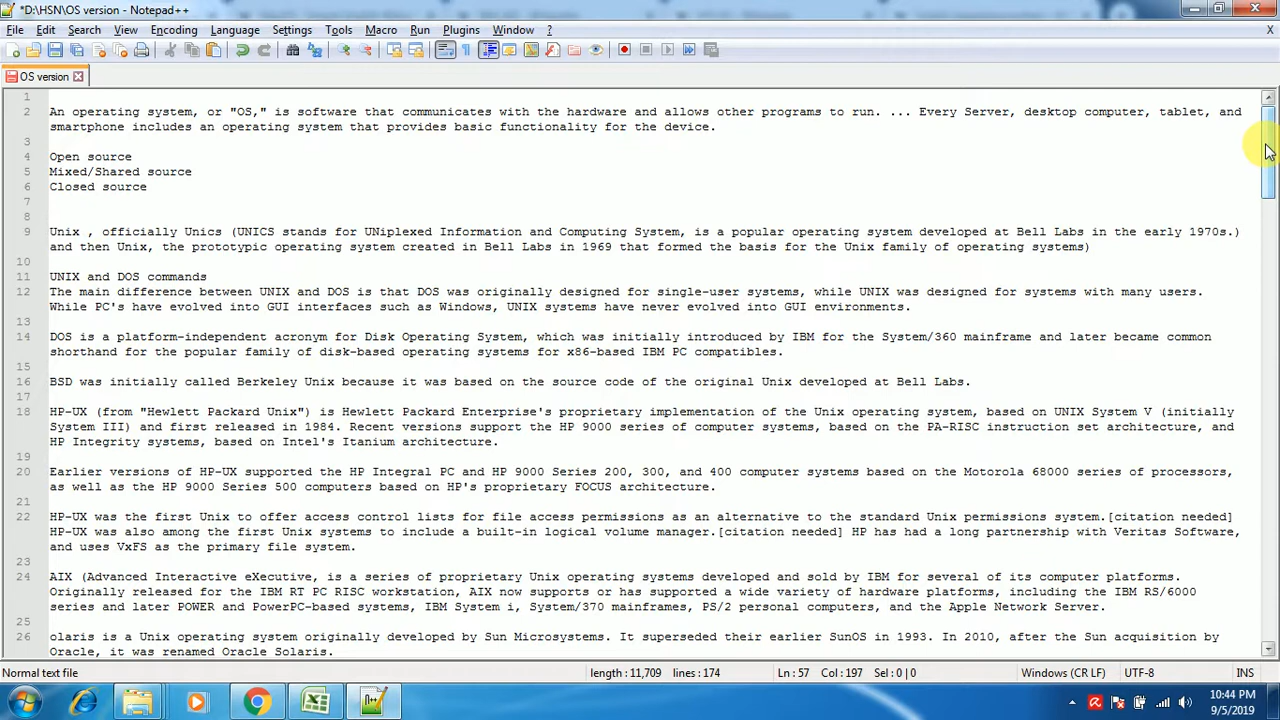 *D:\HSN\OS version - Notepad++
File Edit Search View Encoding Language Settings Tools Macro Run Plugins Window ? X
OS version
1
2 An operating system, or "OS," is software that communicates with the hardware and allows other programs to run. ... Every Server, desktop computer, tablet, and
smartphone includes an operating system that provides basic functionality for the device.
3
4 Open source
5 Mixed/Shared source
6 Closed source
7
8
9 Unix , officially Unics (UNICS stands for UNiplexed Information and Computing System, is a popular operating system developed at Bell Labs in the early 1970s.)
and then Unix, the prototypic operating system created in Bell Labs in 1969 that formed the basis for the Unix family of operating systems)
10
11 UNIX and DOS commands
12 The main difference between UNIX and DOS is that DOS was originally designed for single-user systems, while UNIX was designed for systems with many users.
While PC's have evolved into GUI interfaces such as Windows, UNIX systems have never evolved into GUI environments.
13
14 DOS is a platform-independent acronym for Disk Operating System, which was initially introduced by IBM for the System/360 mainframe and later became common
shorthand for the popular family of disk-based operating systems for x86-based IBM PC compatibles.
15
16 BSD was initially called Berkeley Unix because it was based on the source code of the original Unix developed at Bell Labs.
17
18 HP-UX (from "Hewlett Packard Unix") is Hewlett Packard Enterprise's proprietary implementation of the Unix operating system, based on UNIX System V (initially
System III) and first released in 1984. Recent versions support the HP 9000 series of computer systems, based on the PA-RISC instruction set architecture, and
HP Integrity systems, based on Intel's Itanium architecture.
19
20 Earlier versions of HP-UX supported the HP Integral PC and HP 9000 Series 200, 300, and 400 computer systems based on the Motorola 68000 series of processors,
as well as the HP 9000 Series 500 computers based on HP's proprietary FOCUS architecture.
21
22 HP-UX was the first Unix to offer access control lists for file access permissions as an alternative to the standard Unix permissions system.[citation needed]
HP-UX was also among the first Unix systems to include a built-in logical volume manager.[citation needed] HP has had a long partnership with Veritas Software,
and uses VxFS as the primary file system.
23
24 AIX (Advanced Interactive eXecutive, is a series of proprietary Unix operating systems developed and sold by IBM for several of its computer platforms.
Originally released for the IBM RT PC RISC workstation, AIX now supports or has supported a wide variety of hardware platforms, including the IBM RS/6000
series and later POWER and PowerPC-based systems, IBM System i, System/370 mainframes, PS/2 personal computers, and the Apple Network Server.
25
26 olaris is a Unix operating system originally developed by Sun Microsystems. It superseded their earlier SunOS in 1993. In 2010, after the Sun acquisition by
Oracle, it was renamed Oracle Solaris.
Normal text file length : 11,709 lines : 174 Ln : 57 Col : 197 Sel : 0 | 0 Windows (CR LF) UTF-8 INS
10:44 PM
9/5/2019